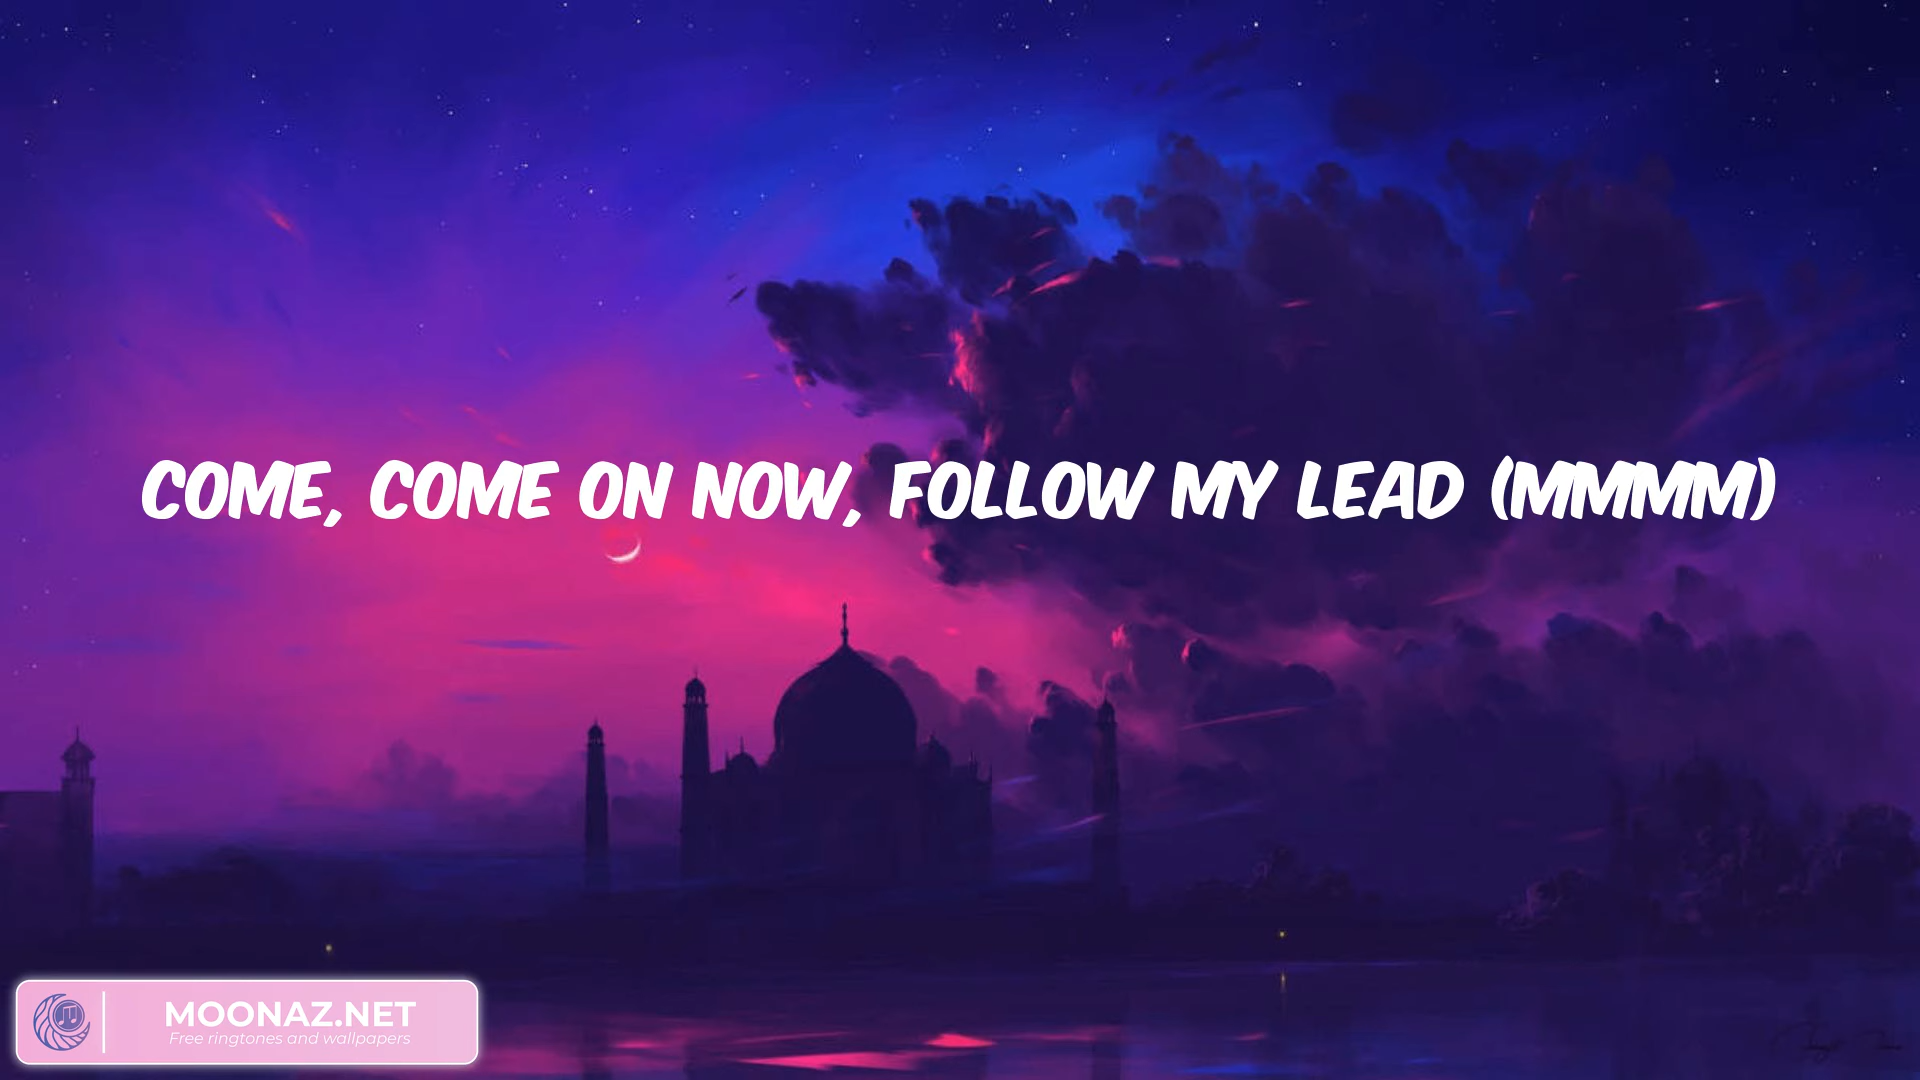 COME, COME ON NOW, FOLLOW MY LEAD (MMMM)
MOONAZ.NET
Free ringtones and wallpapers